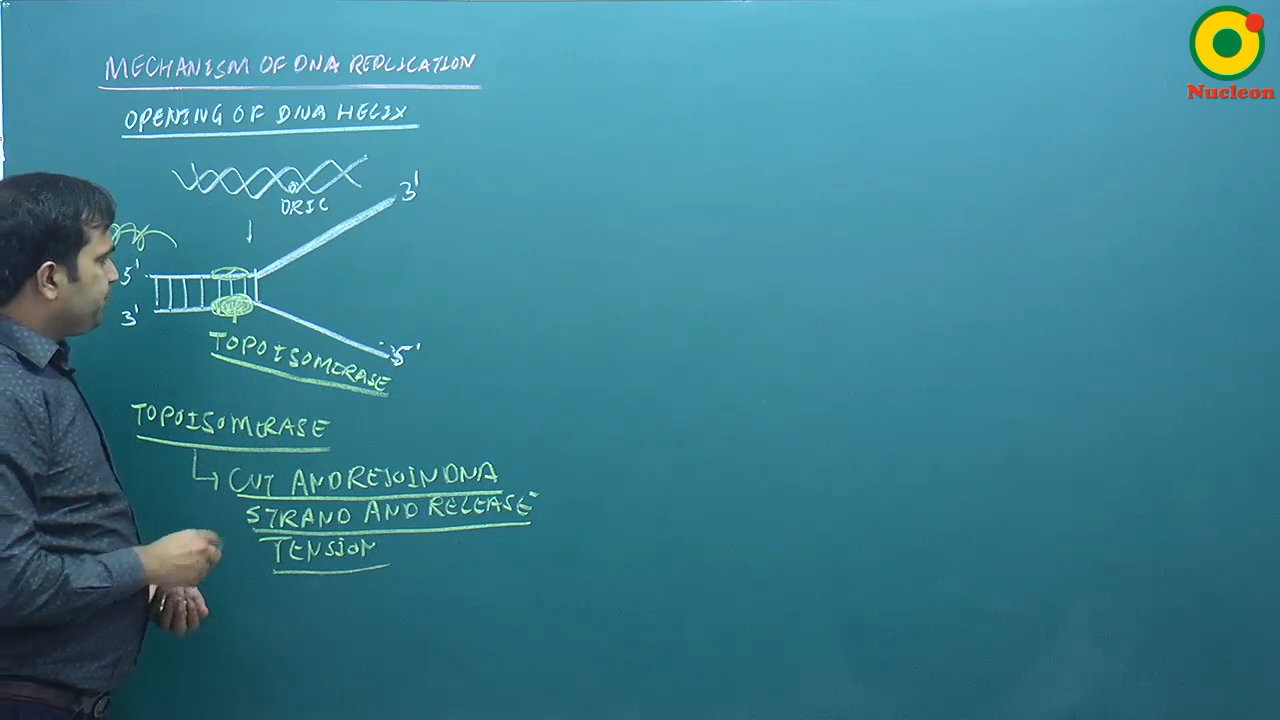 MECHANISM OF DNA REPLICATION
OPENING OF DNA HELIX
ORIC
3'
5'
3'
5'
TOPOISOMERASE
TOPOISOMERASE
CUT AND REJOIN DNA
STRAND AND RELEASE
TENSION
Nucleon